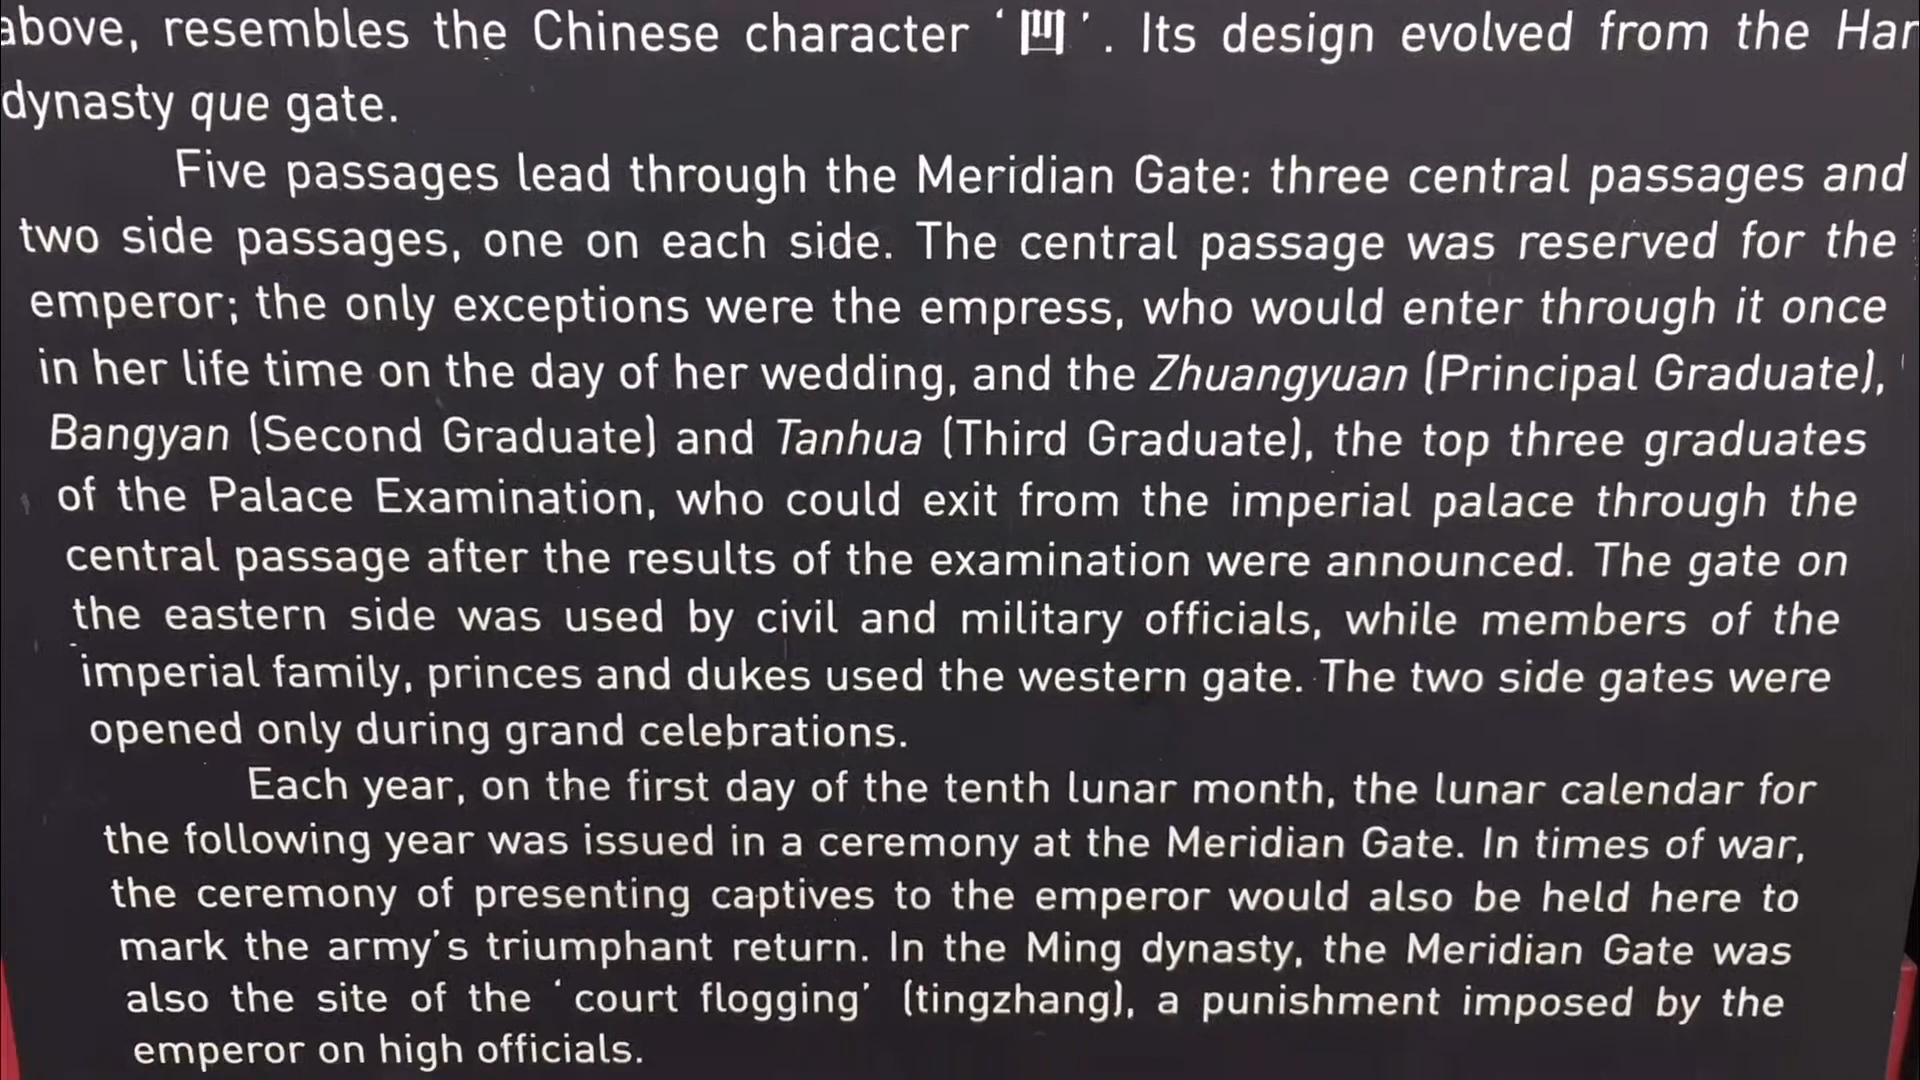 above, resembles the Chinese character ‘凹’. Its design evolved from the Han
dynasty que gate.
Five passages lead through the Meridian Gate: three central passages and
two side passages, one on each side. The central passage was reserved for the
emperor; the only exceptions were the empress, who would enter through it once
in her life time on the day of her wedding, and the Zhuangyuan (Principal Graduate),
Bangyan (Second Graduate) and Tanhua (Third Graduate), the top three graduates
of the Palace Examination, who could exit from the imperial palace through the
central passage after the results of the examination were announced. The gate on
the eastern side was used by civil and military officials, while members of the
imperial family, princes and dukes used the western gate. The two side gates were
opened only during grand celebrations.
Each year, on the first day of the tenth lunar month, the lunar calendar for
the following year was issued in a ceremony at the Meridian Gate. In times of war,
the ceremony of presenting captives to the emperor would also be held here to
mark the army’s triumphant return. In the Ming dynasty, the Meridian Gate was
also the site of the ‘court flogging’ (tingzhang), a punishment imposed by the
emperor on high officials.